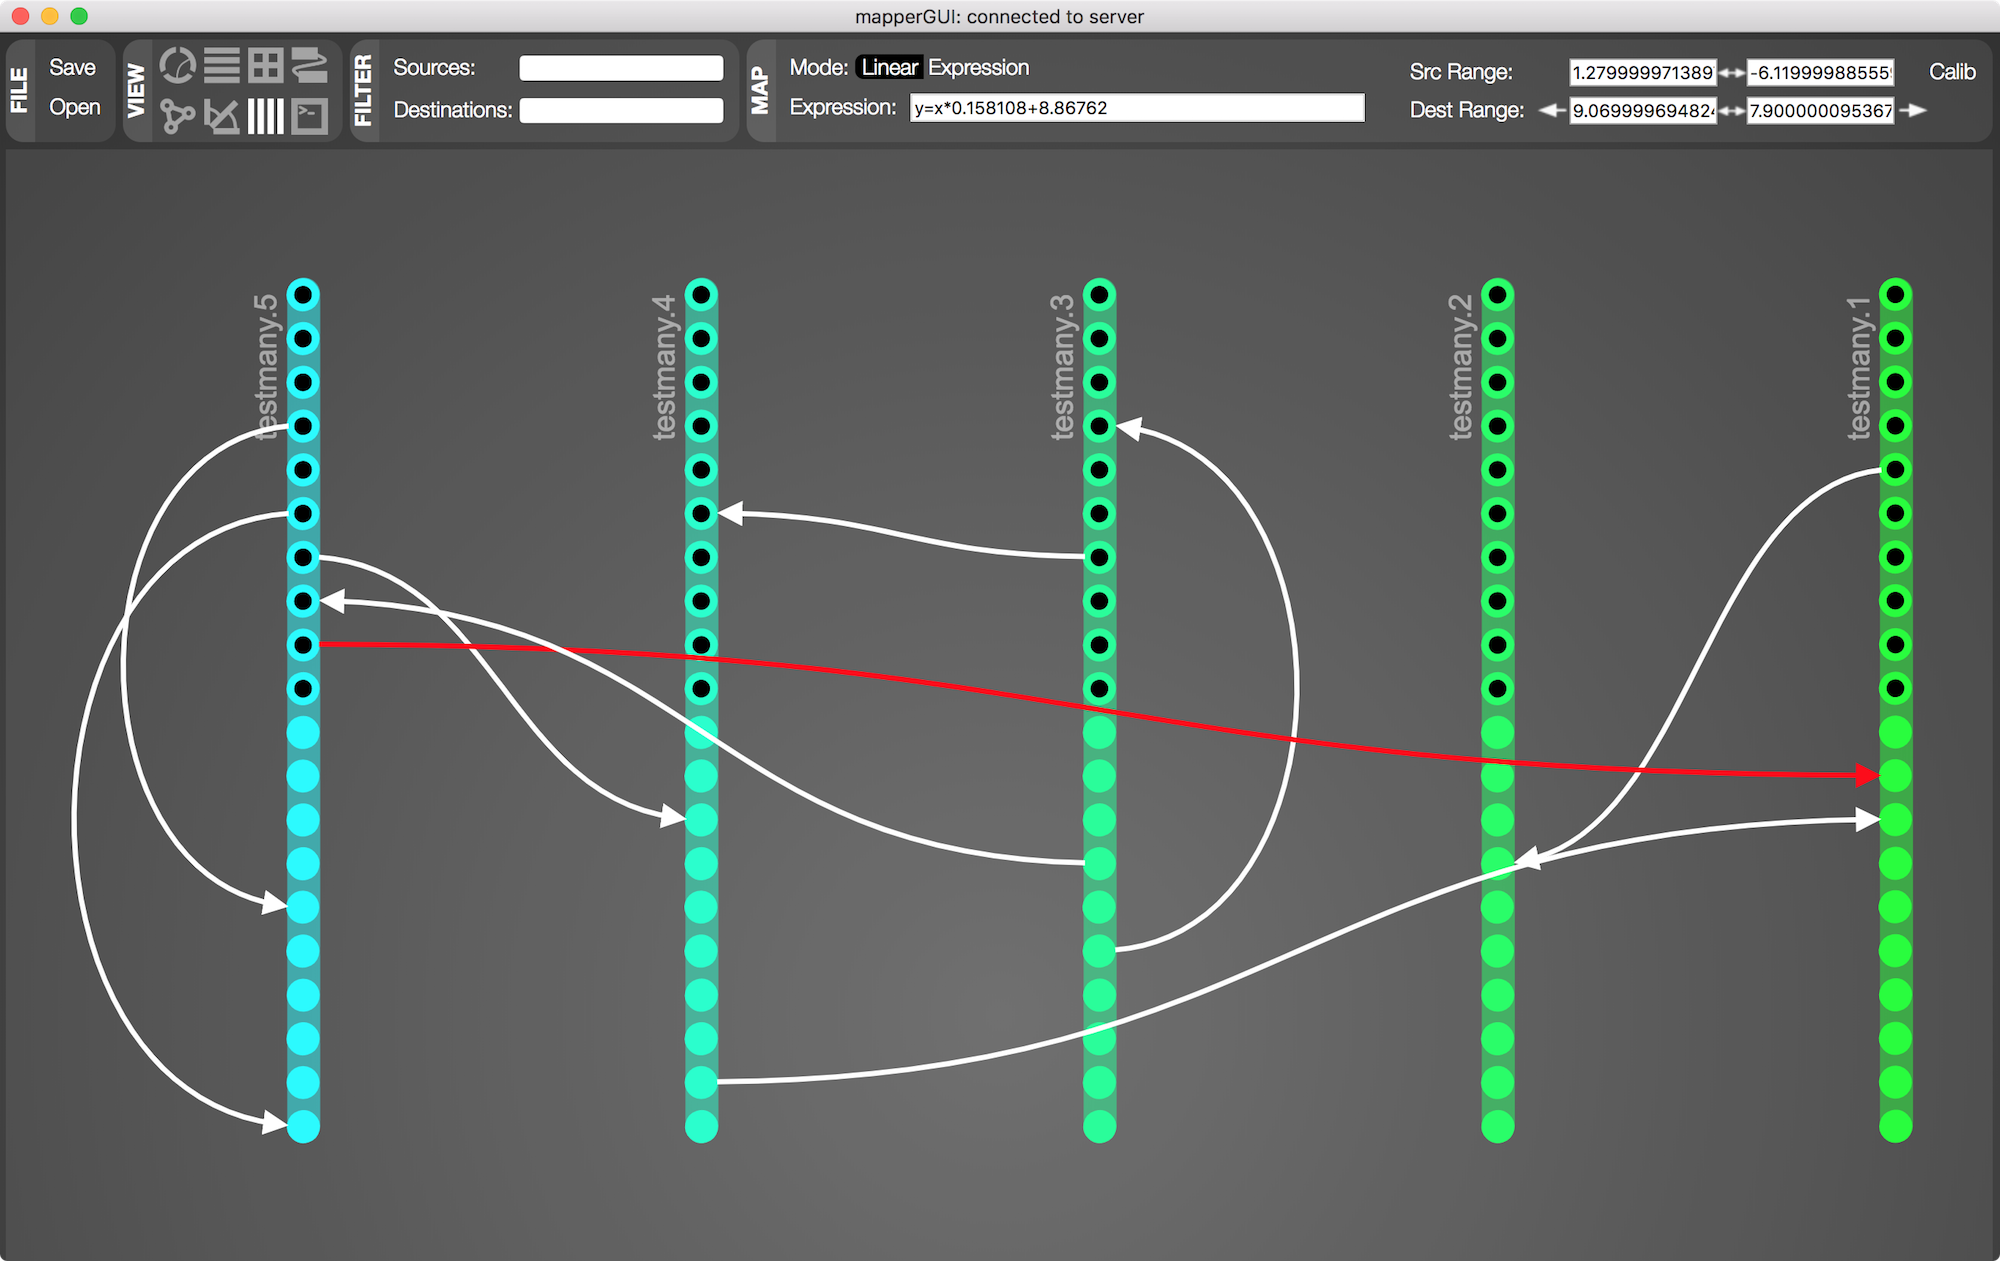 mapperGUI: connected to server
FILE
Save
Open
VIEW
FILTER
Sources:
Destinations:
MAP
Mode: Linear Expression
Expression: y=x*0.158108+8.86762
Src Range: 1.279999971389 -6.1199998855
Calib
Dest Range: 9.06999969482 7.900000095367
testmany.5
testmany.4
testmany.3
testmany.2
testmany.1